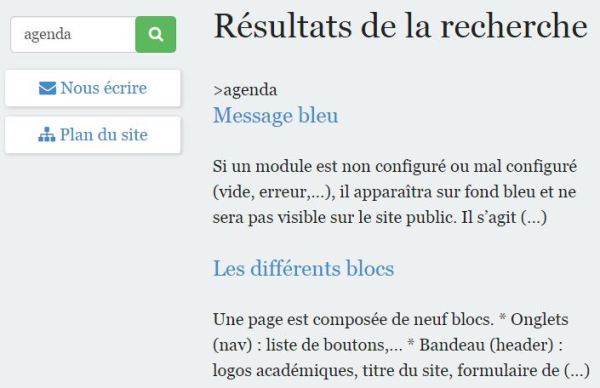 agenda
Nous écrire
Plan du site
Résultats de la recherche
>agenda
Message bleu
Si un module est non configuré ou mal configuré
(vide, erreur,...), il apparaîtra sur fond bleu et ne
sera pas visible sur le site public. Il s’agit (...)
Les différents blocs
Une page est composée de neuf blocs. * Onglets
(nav) : liste de boutons,... * Bandeau (header) :
logos académiques, titre du site, formulaire de (...)